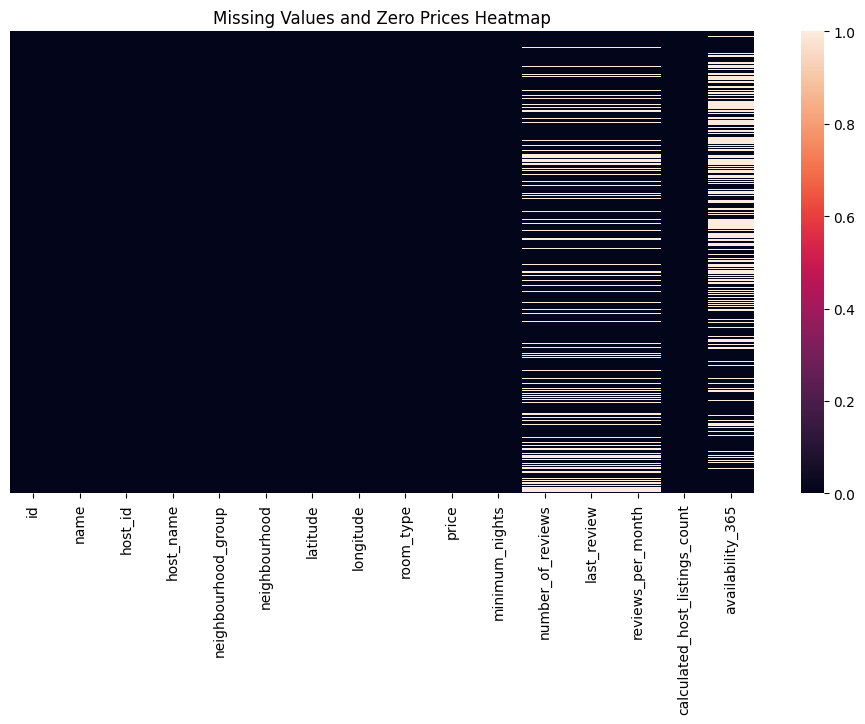 Missing Values and Zero Prices Heatmap
1.0
0.8
0.6
0.4
0.2
0.0
id
name
host_id
host_name
neighbourhood_group
neighbourhood
latitude
longitude
room_type
price
minimum_nights
number_of_reviews
last_review
reviews_per_month
calculated_host_listings_count
availability_365